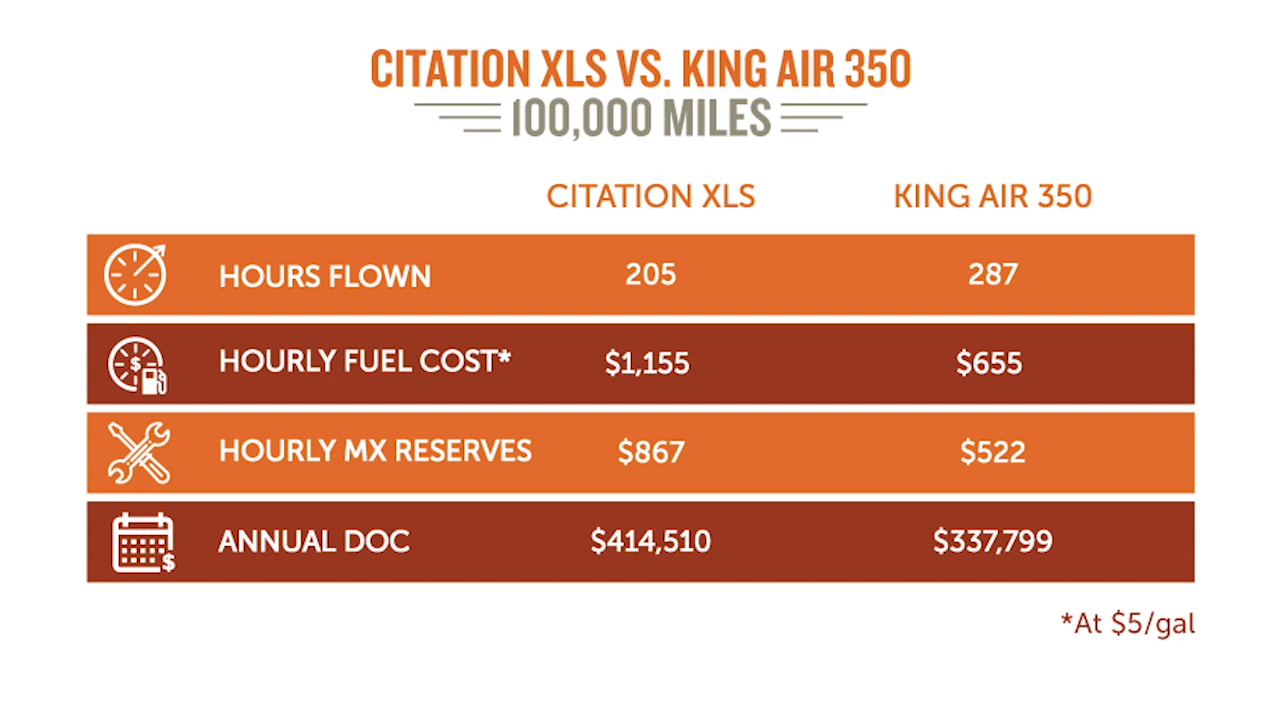 CITATION XLS VS. KING AIR 350
100,000 MILES
CITATION XLS KING AIR 350
HOURS FLOWN 205 287
$
HOURLY FUEL COST* $1,155 $655
HOURLY MX RESERVES $867 $522
ANNUAL DOC $414,510 $337,799
$
*At $5/gal